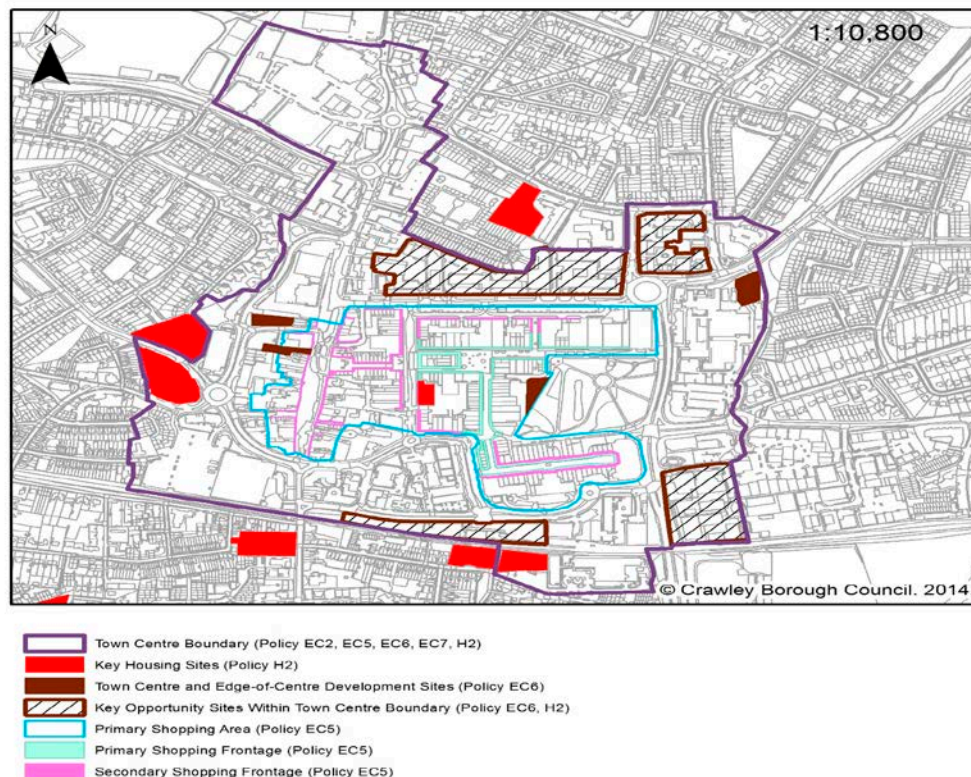 1:10,800
N
© Crawley Borough Council. 2014
Town Centre Boundary (Policy EC2, EC5, EC6, EC7, H2)
Key Housing Sites (Policy H2)
Town Centre and Edge-of-Centre Development Sites (Policy EC6)
Key Opportunity Sites Within Town Centre Boundary (Policy EC6, H2)
Primary Shopping Area (Policy EC5)
Primary Shopping Frontage (Policy EC5)
Secondary Shopping Frontage (Policy EC5)